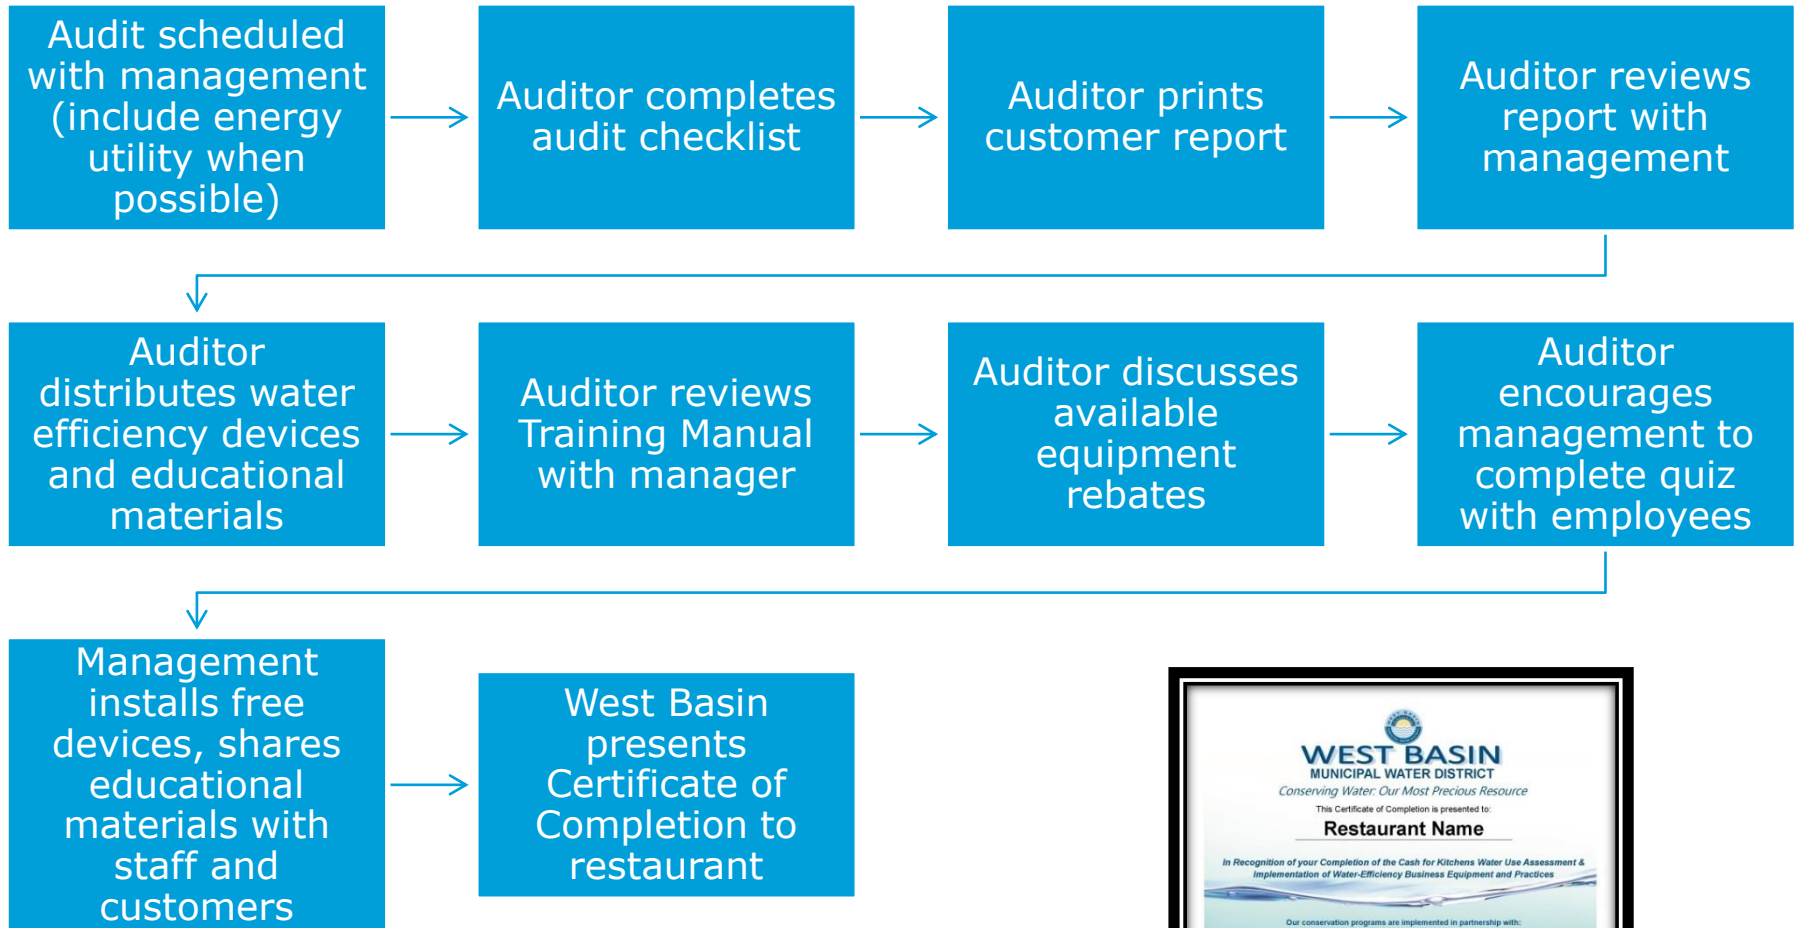 Audit scheduled
with management
(include energy
utility when
possible)
Auditor completes
audit checklist
Auditor prints
customer report
Auditor reviews
report with
management
Auditor
distributes water
efficiency devices
and educational
materials
Auditor reviews
Training Manual
with manager
Auditor discusses
available
equipment
rebates
Auditor
encourages
management to
complete quiz
with employees
Management
installs free
devices, shares
educational
materials with
staff and
customers
West Basin
presents
Certificate of
Completion to
restaurant
WEST BASIN
MUNICIPAL WATER DISTRICT
Conserving Water: Our Most Precious Resource
This Certificate of Completion is presented to:
Restaurant Name
In Recognition of your Completion of the Cash for Kitchens Water Use Assessment &
Implementation of Water-Efficiency Business Equipment and Practices
Our conservation programs are implemented in partnership with: